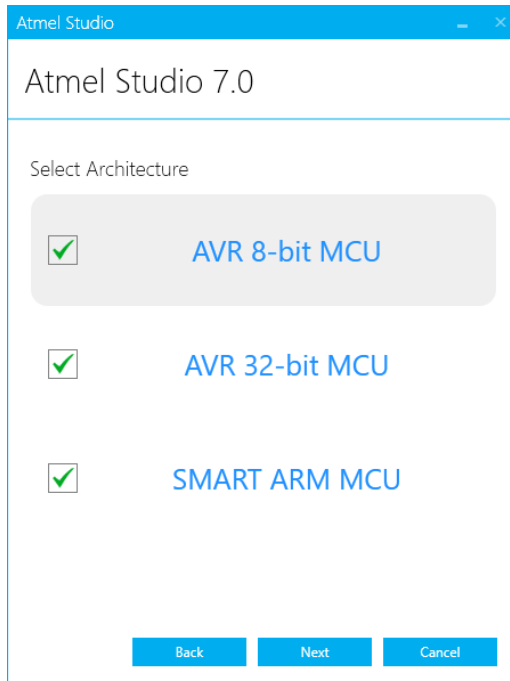 Atmel Studio
Atmel Studio 7.0
Select Architecture
AVR 8-bit MCU
AVR 32-bit MCU
SMART ARM MCU
Back Next Cancel